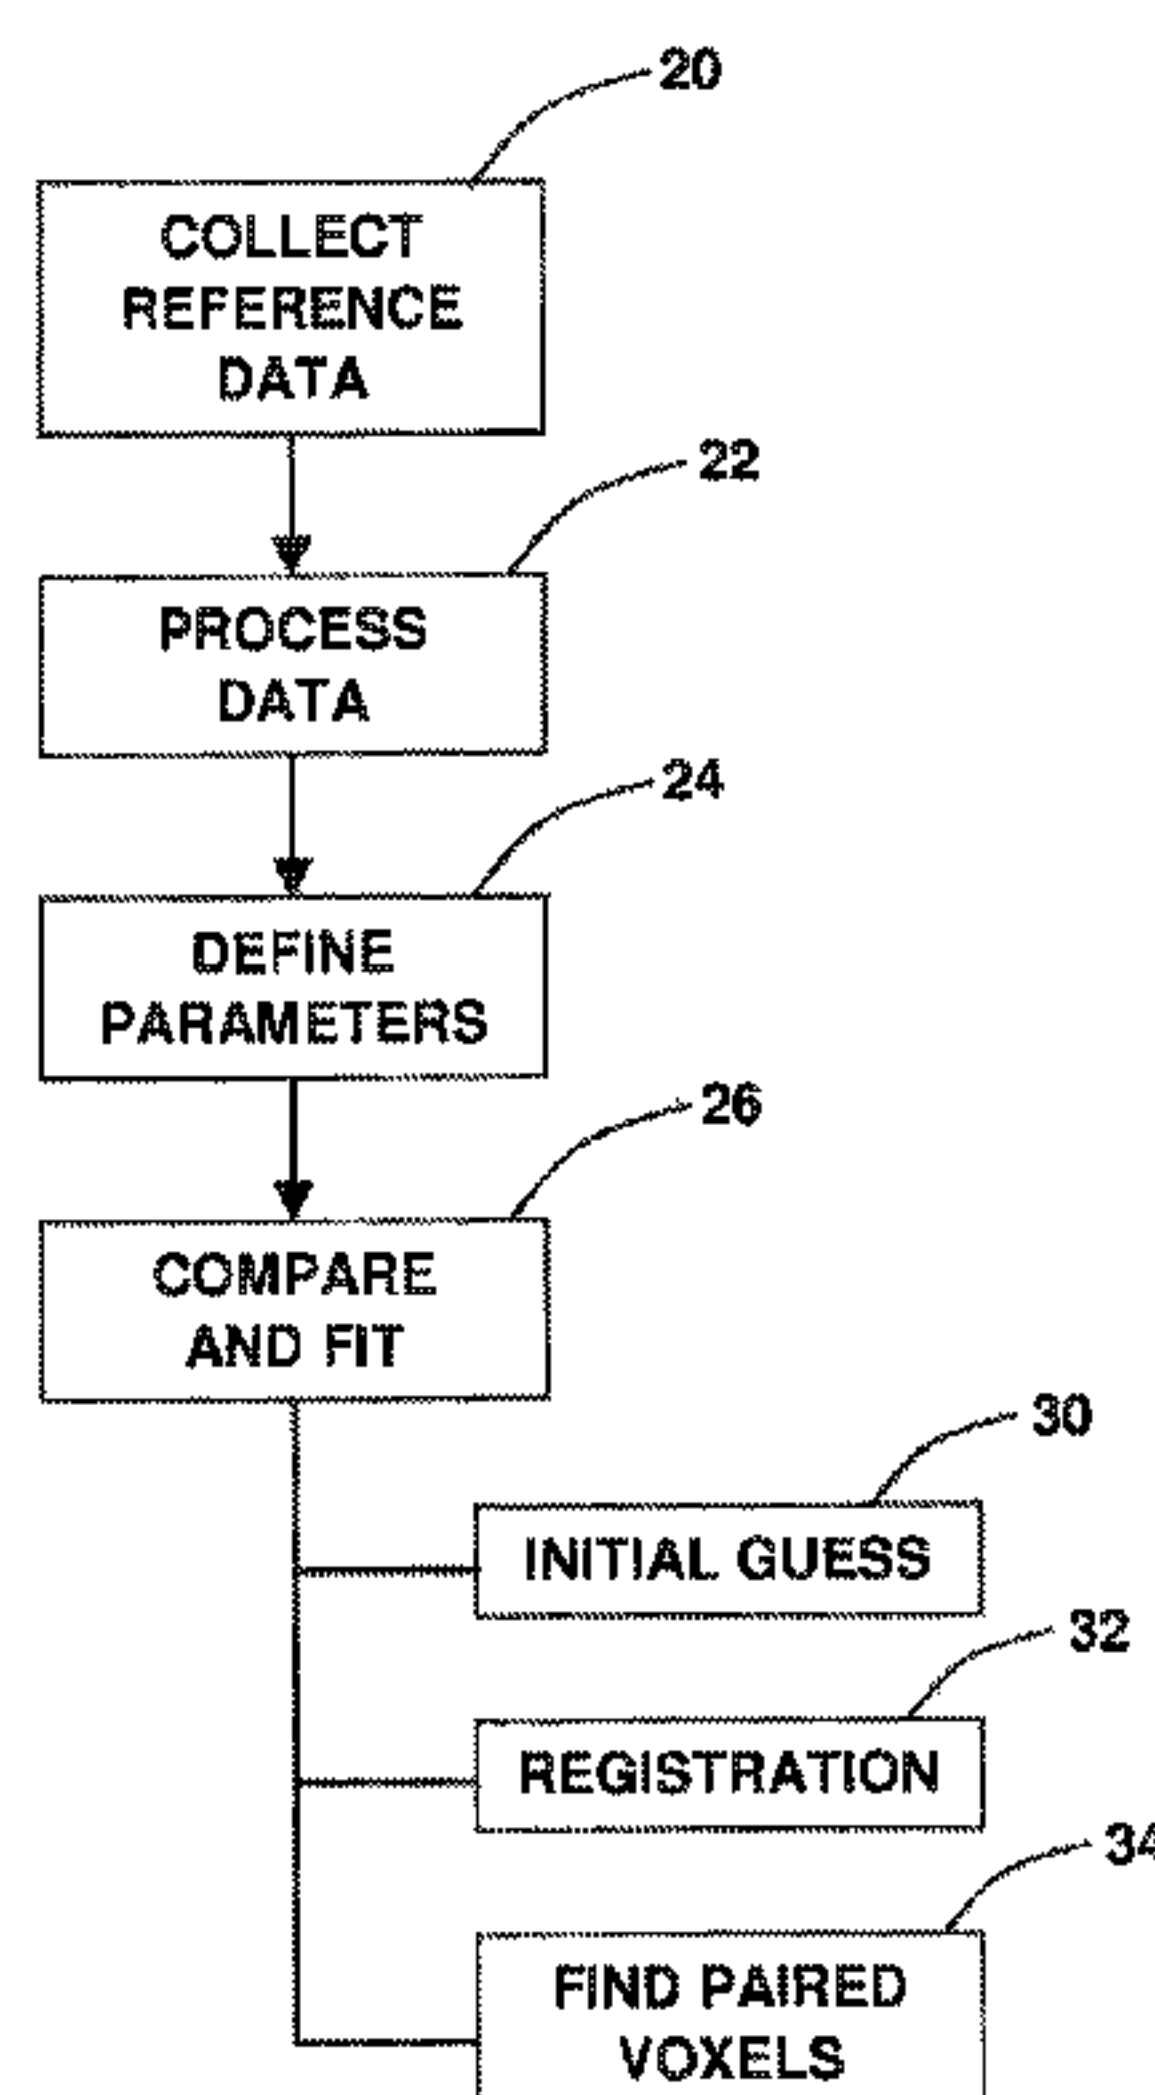 20
COLLECT
REFERENCE
DATA
22
PROCESS
DATA
24
DEFINE
PARAMETERS
26
COMPARE
AND FIT
30
INITIAL GUESS
32
REGISTRATION
34
FIND PAIRED
VOXELS